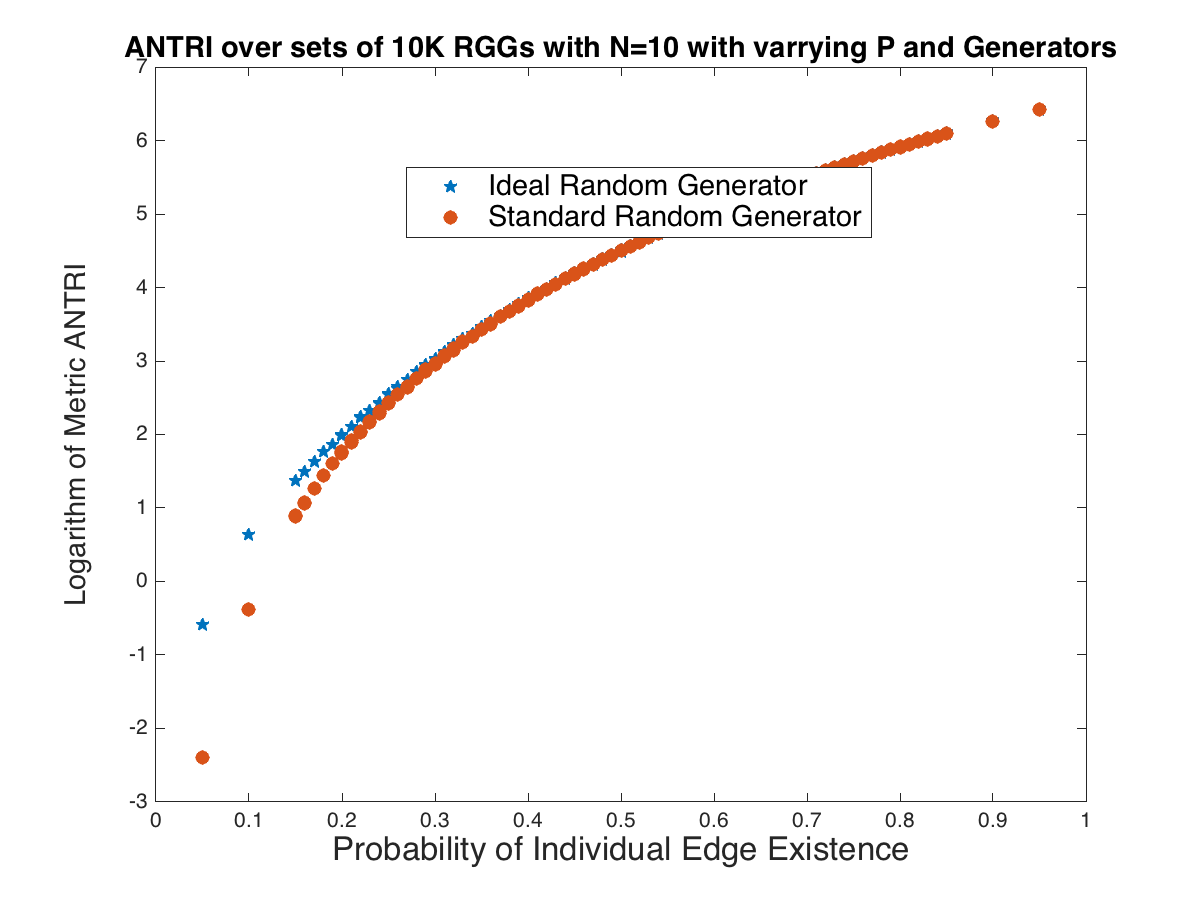 ANTRI over sets of 10K RGGs with N=10 with varrying P and Generators
7
6
5
4
3
2
1
0
-1
-2
-3
Logarithm of Metric ANTRI
Ideal Random Generator
Standard Random Generator
0 0.1 0.2 0.3 0.4 0.5 0.6 0.7 0.8 0.9 1
Probability of Individual Edge Existence